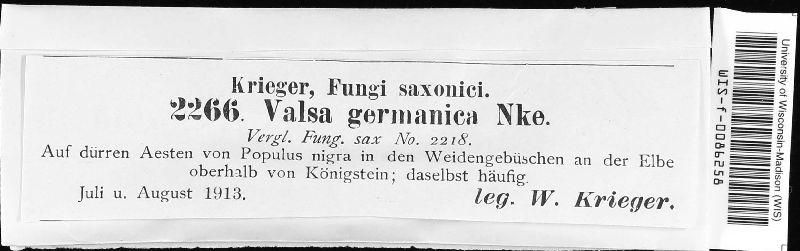 Krieger, Fungi saxonici.
2266. Valsa germanica Nke.
Vergl. Fung. sax No. 2218.
Auf dürren Aesten von Populus nigra in den Weidengebüschen an der Elbe
oberhalb von Königstein; daselbst häufig.
Juli u. August 1913.
leg. W. Krieger.
University of Wisconsin-Madison (WIS)
WIS-f-0086258